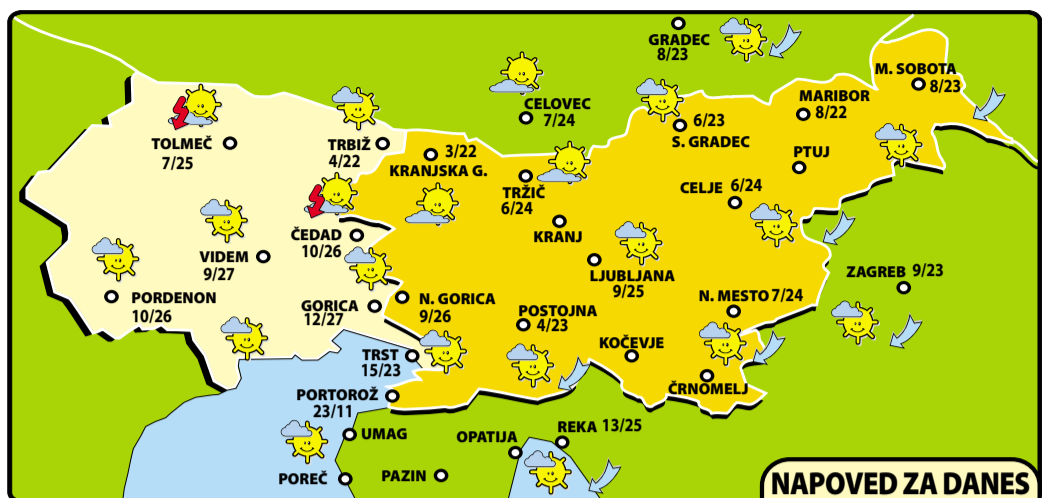 GRADEC
8/23
M. SOBOTA
8/23
CELOVEC
7/24
MARIBOR
8/22
6/23
S. GRADEC
TOLMEČ
7/25
TRBIŽ
4/22
3/22
KRANJSKA G.
PTUJ
TRŽIČ
6/24
CELJE 6/24
KRANJ
ČEDAD
10/26
VIDEM
9/27
LJUBLJANA
9/25
ZAGREB 9/23
PORDENON
10/26
GORICA
12/27
N. GORICA
9/26
POSTOJNA
4/23
N. MESTO 7/24
KOČEVJE
TRST
15/23
ČRNOMELJ
PORTOROŽ
23/11
UMAG
OPATIJA
REKA 13/25
POREČ
PAZIN
NAPOVED ZA DANES